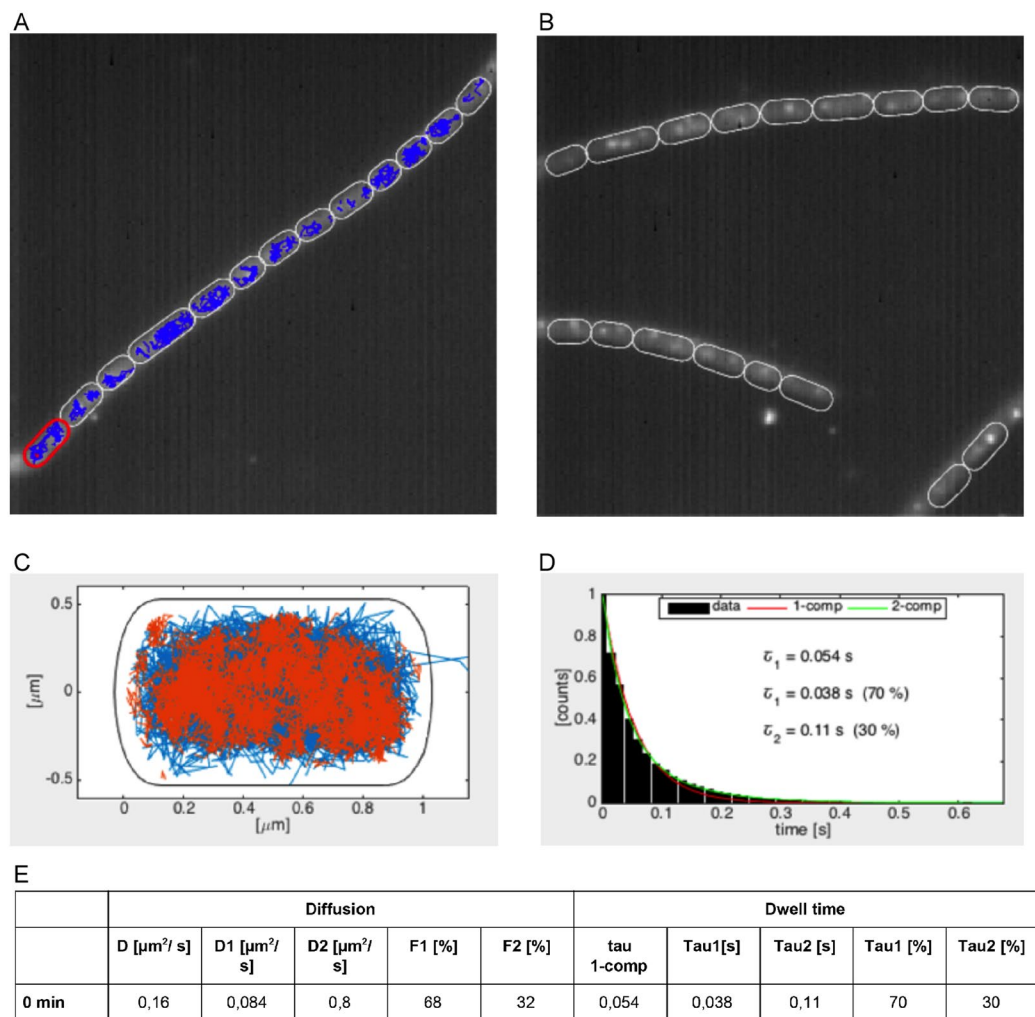 A
B
C
0.5
0
-0.5
[μm]
0 0.2 0.4 0.6 0.8 1
[μm]
D
1
0.8
0.6
0.4
0.2
0
[counts]
data 1-comp 2-comp
τ1 = 0.054 s
τ1 = 0.038 s (70 %)
τ2 = 0.11 s (30 %)
0 0.1 0.2 0.3 0.4 0.5 0.6
time [s]
E
Diffusion Dwell time
D [μm²/ s] D1 [μm²/ s] D2 [μm²/ s] F1 [%] F2 [%] tau 1-comp Tau1[s] Tau2 [s] Tau1 [%] Tau2 [%]
0 min 0,16 0,084 0,8 68 32 0,054 0,038 0,11 70 30